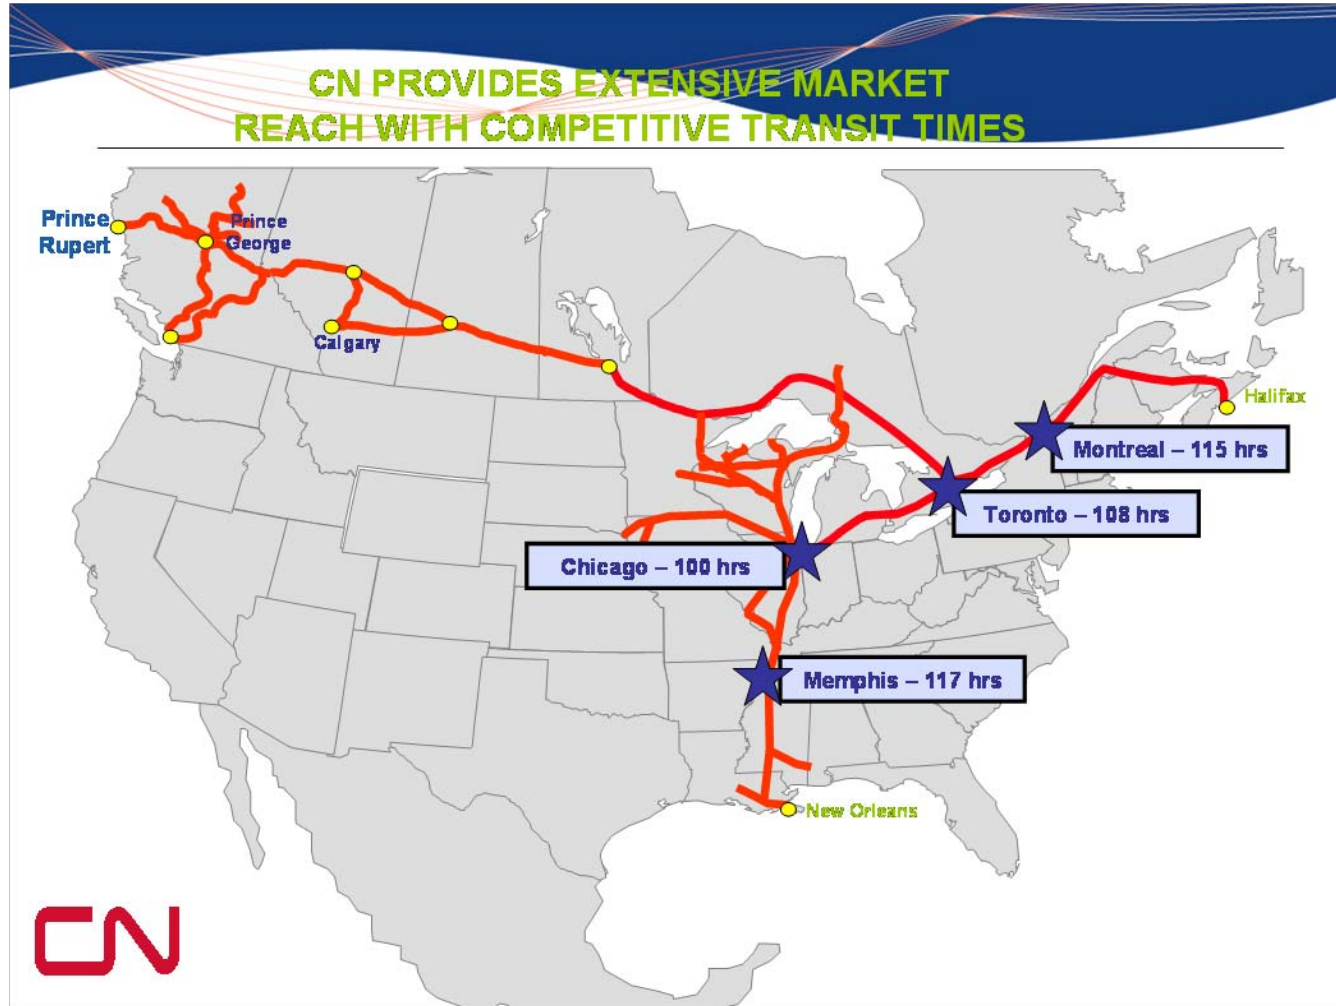 CN PROVIDES EXTENSIVE MARKET
REACH WITH COMPETITIVE TRANSIT TIMES
Prince
Rupert
Prince
George
Calgary
Halifax
Montreal – 115 hrs
Toronto – 108 hrs
Chicago – 100 hrs
Memphis – 117 hrs
New Orleans
CN